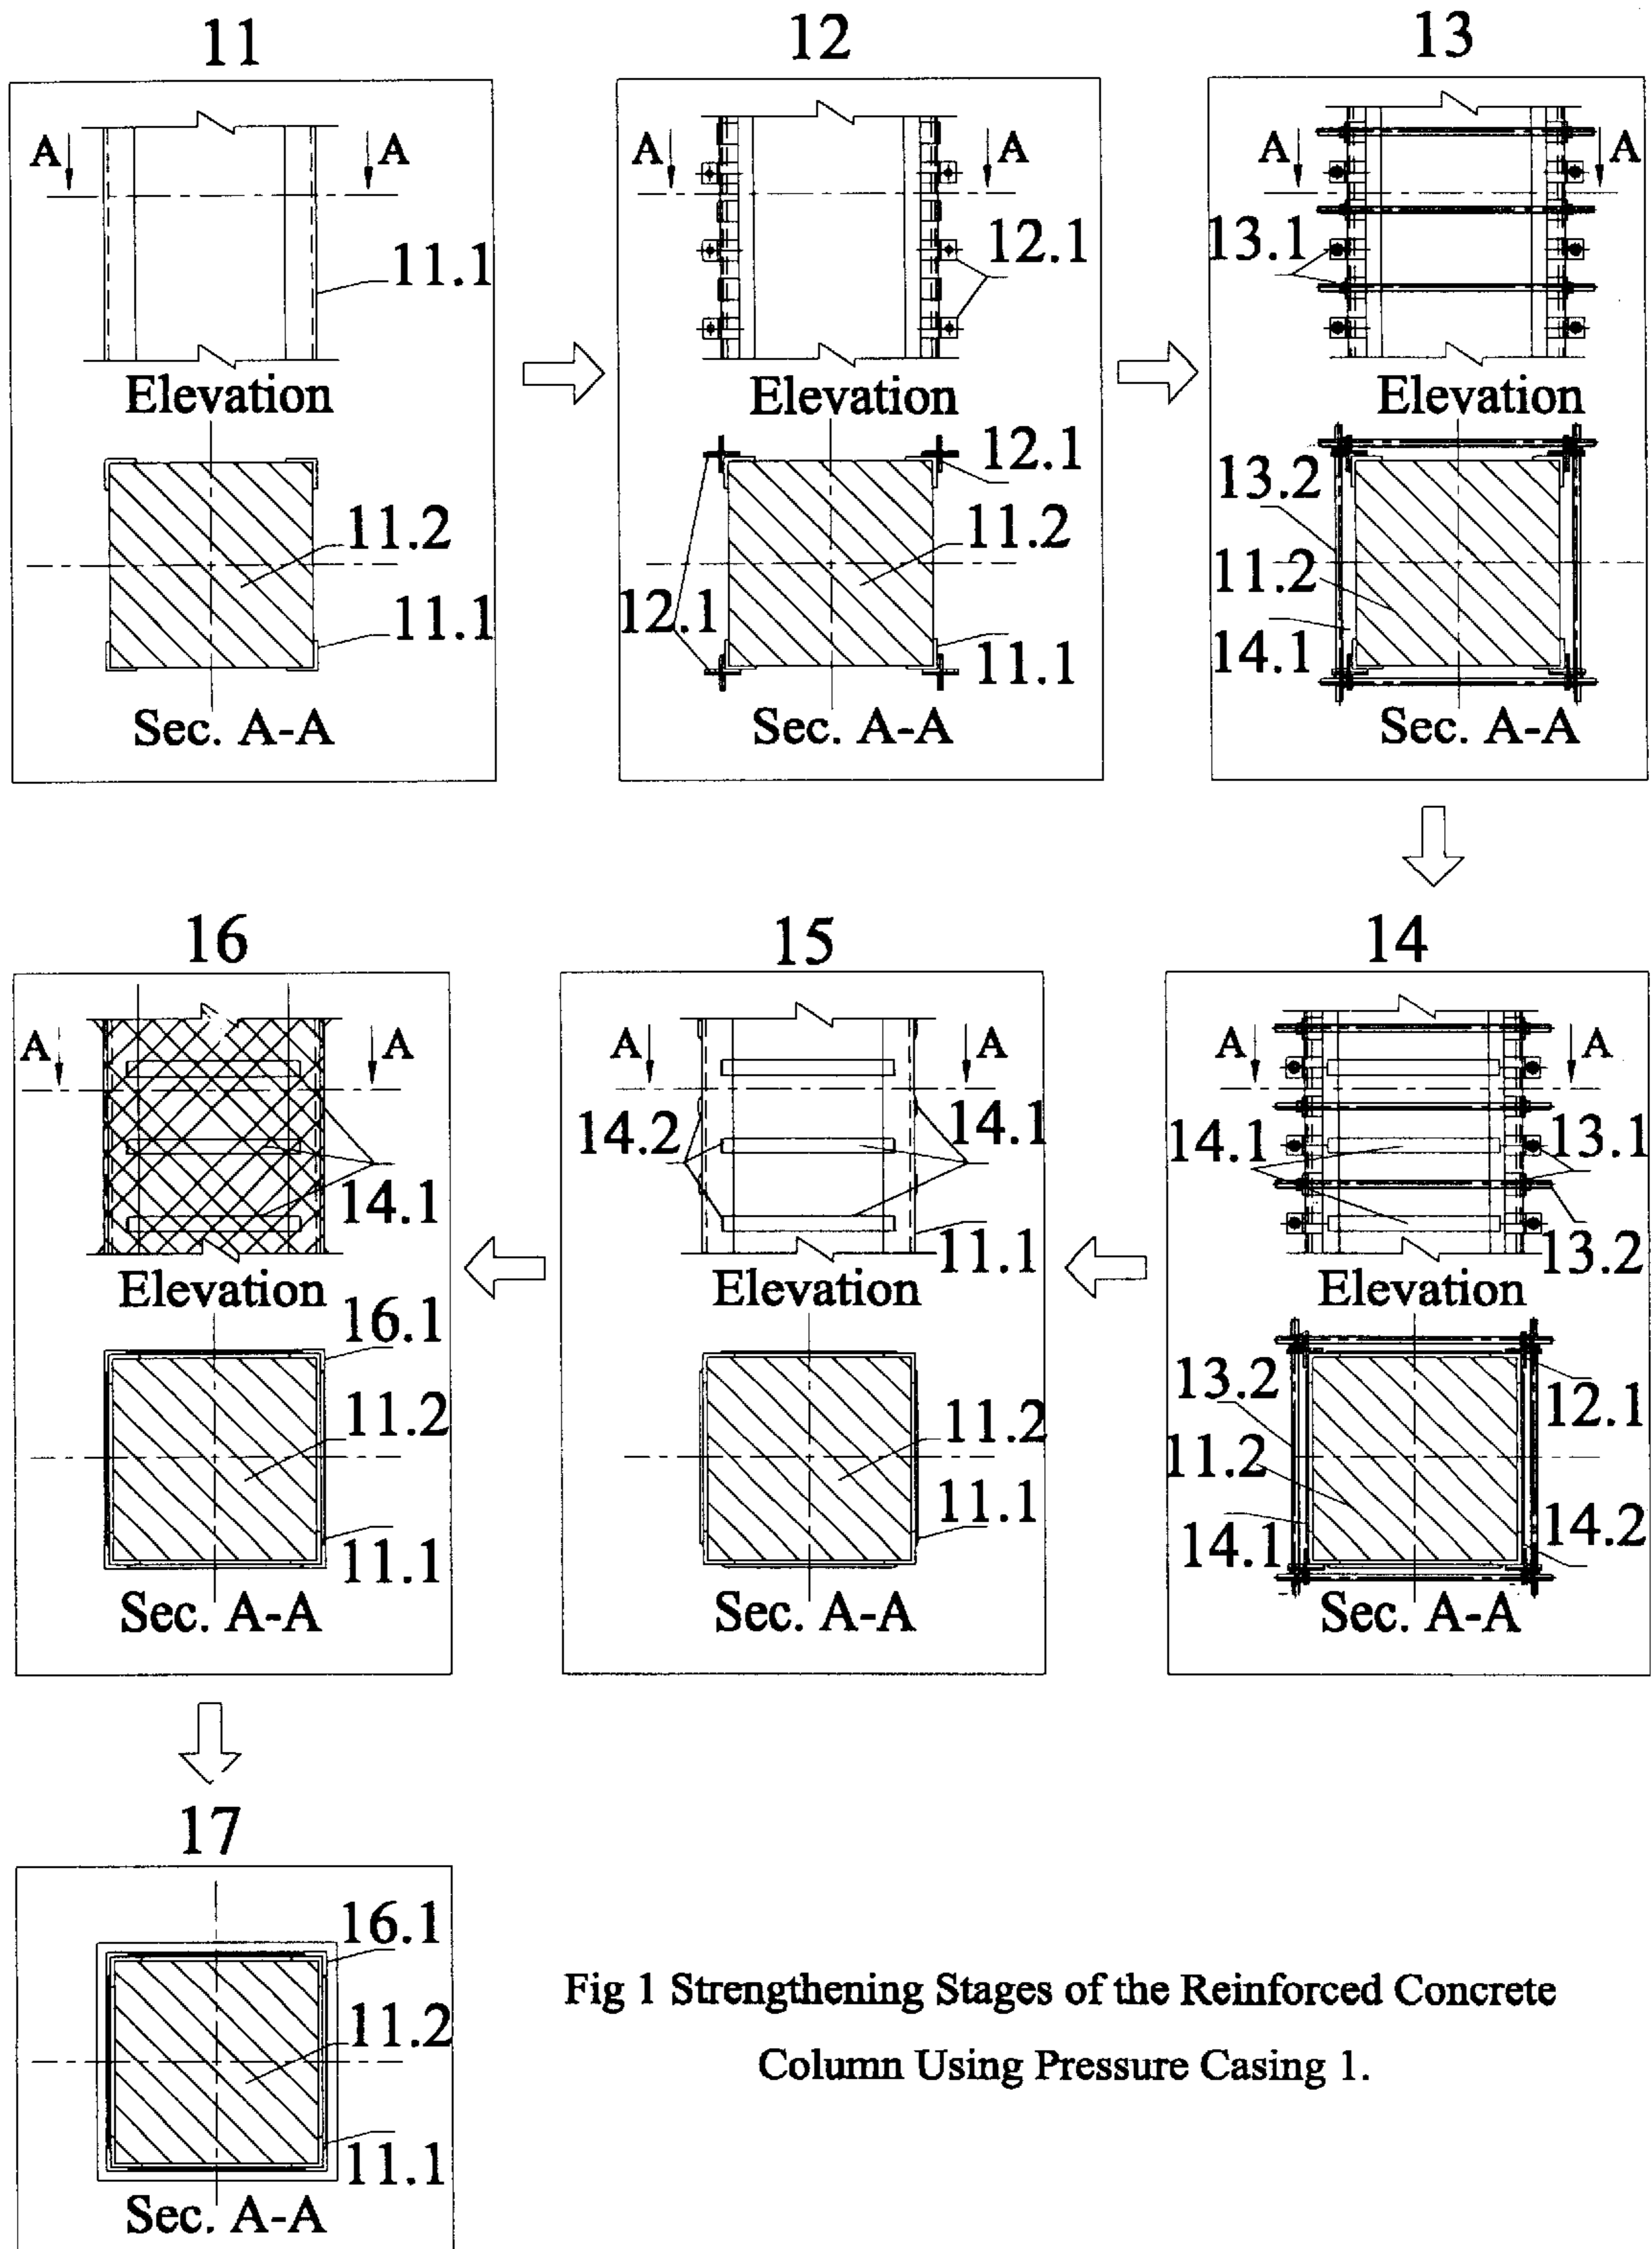 11
A A
11.1
Elevation
11.2
11.1
Sec. A-A
12
A A
12.1
Elevation
12.1
11.2
12.1
11.1
Sec. A-A
13
A A
13.1
Elevation
13.2
11.2
14.1
Sec. A-A
14
A A
14.1 13.1
13.2
Elevation
13.2 12.1
11.2
14.1 14.2
Sec. A-A
15
A A
14.2 14.1
11.1
Elevation
11.2
11.1
Sec. A-A
16
A A
14.1
Elevation
16.1
11.2
11.1
Sec. A-A
17
16.1
11.2
11.1
Sec. A-A
Fig 1 Strengthening Stages of the Reinforced Concrete
Column Using Pressure Casing 1.